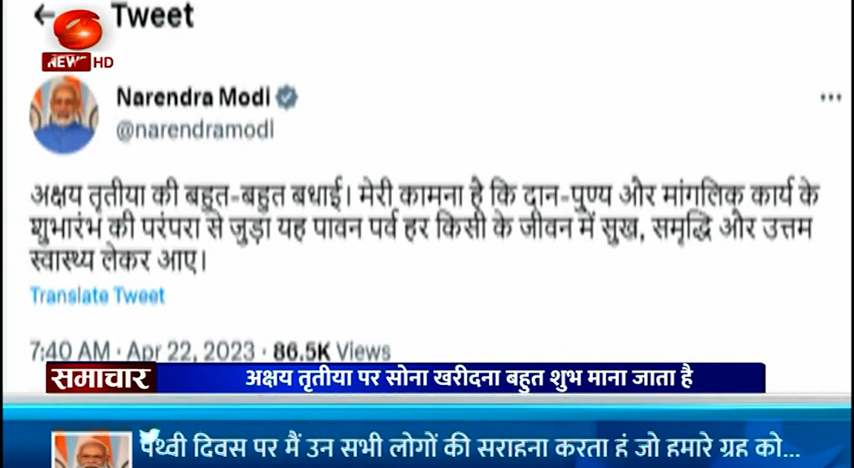 Tweet
NEWS HD
Narendra Modi
@narendramodi
अक्षय तृतीया की बहुत-बहुत बधाई। मेरी कामना है कि दान-पुण्य और मांगलिक कार्य के
शुभारंभ की परंपरा से जुड़ा यह पावन पर्व हर किसी के जीवन में सुख, समृद्धि और उत्तम
स्वास्थ्य लेकर आए।
Translate Tweet
7:40 AM · Apr 22, 2023 · 86.5K Views
समाचार अक्षय तृतीया पर सोना खरीदना बहुत शुभ माना जाता है
पृथ्वी दिवस पर मैं उन सभी लोगों की सराहना करता हूं जो हमारे ग्रह को...